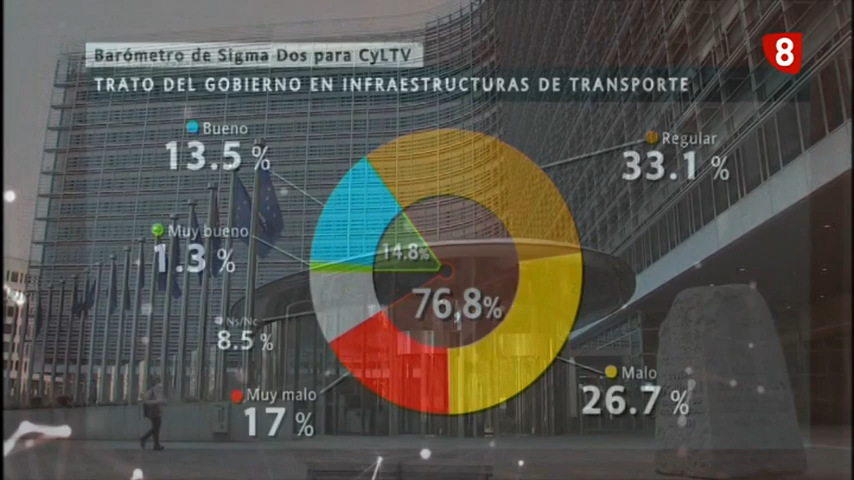 8
Barómetro de Sigma Dos para CyLTV
TRATO DEL GOBIERNO EN INFRAESTRUCTURAS DE TRANSPORTE
Bueno
13.5 %
Regular
33.1 %
Muy bueno
1.3 %
14.8%
76,8%
Ns/Nc
8.5 %
Muy malo
17 %
Malo
26.7 %